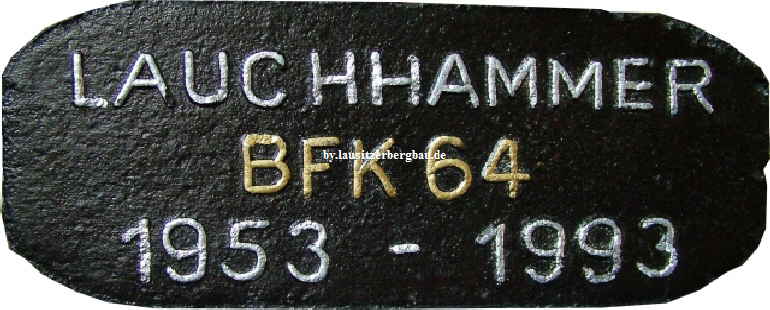 LAUCHHAMMER
by.lausitzerbergbau.de
BFK 64
1953 - 1993